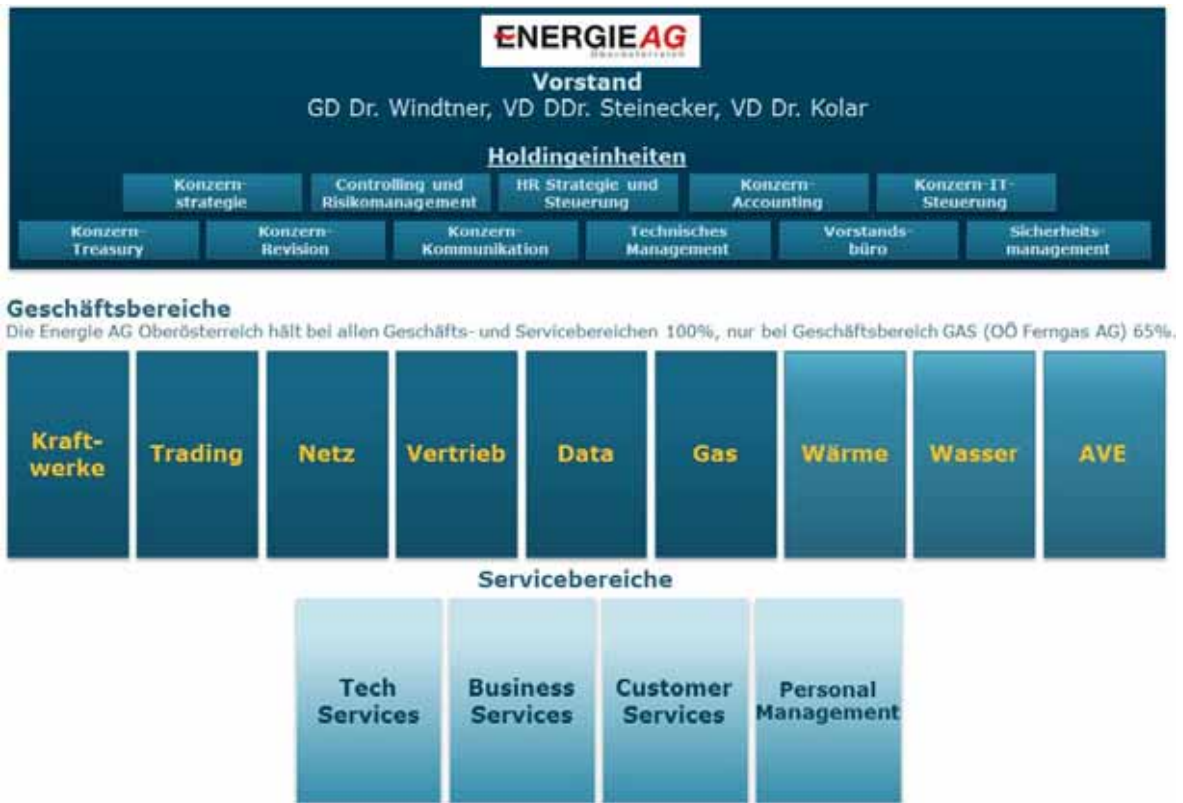 ENERGIEAG
Oberösterreich
Vorstand
GD Dr. Windtner, VD DDr. Steinecker, VD Dr. Kolar
Holdingeinheiten
Konzern-
strategie
Controlling und
Risikomanagement
HR Strategie und
Steuerung
Konzern-
Accounting
Konzern-IT-
Steuerung
Konzern-
Treasury
Konzern-
Revision
Konzern-
Kommunikation
Technisches
Management
Vorstands-
büro
Sicherheits-
management
Geschäftsbereiche
Die Energie AG Oberösterreich hält bei allen Geschäfts- und Servicebereichen 100%, nur bei Geschäftsbereich GAS (OÖ Ferngas AG) 65%.
Kraft-
werke
Trading
Netz
Vertrieb
Data
Gas
Wärme
Wasser
AVE
Servicebereiche
Tech
Services
Business
Services
Customer
Services
Personal
Management